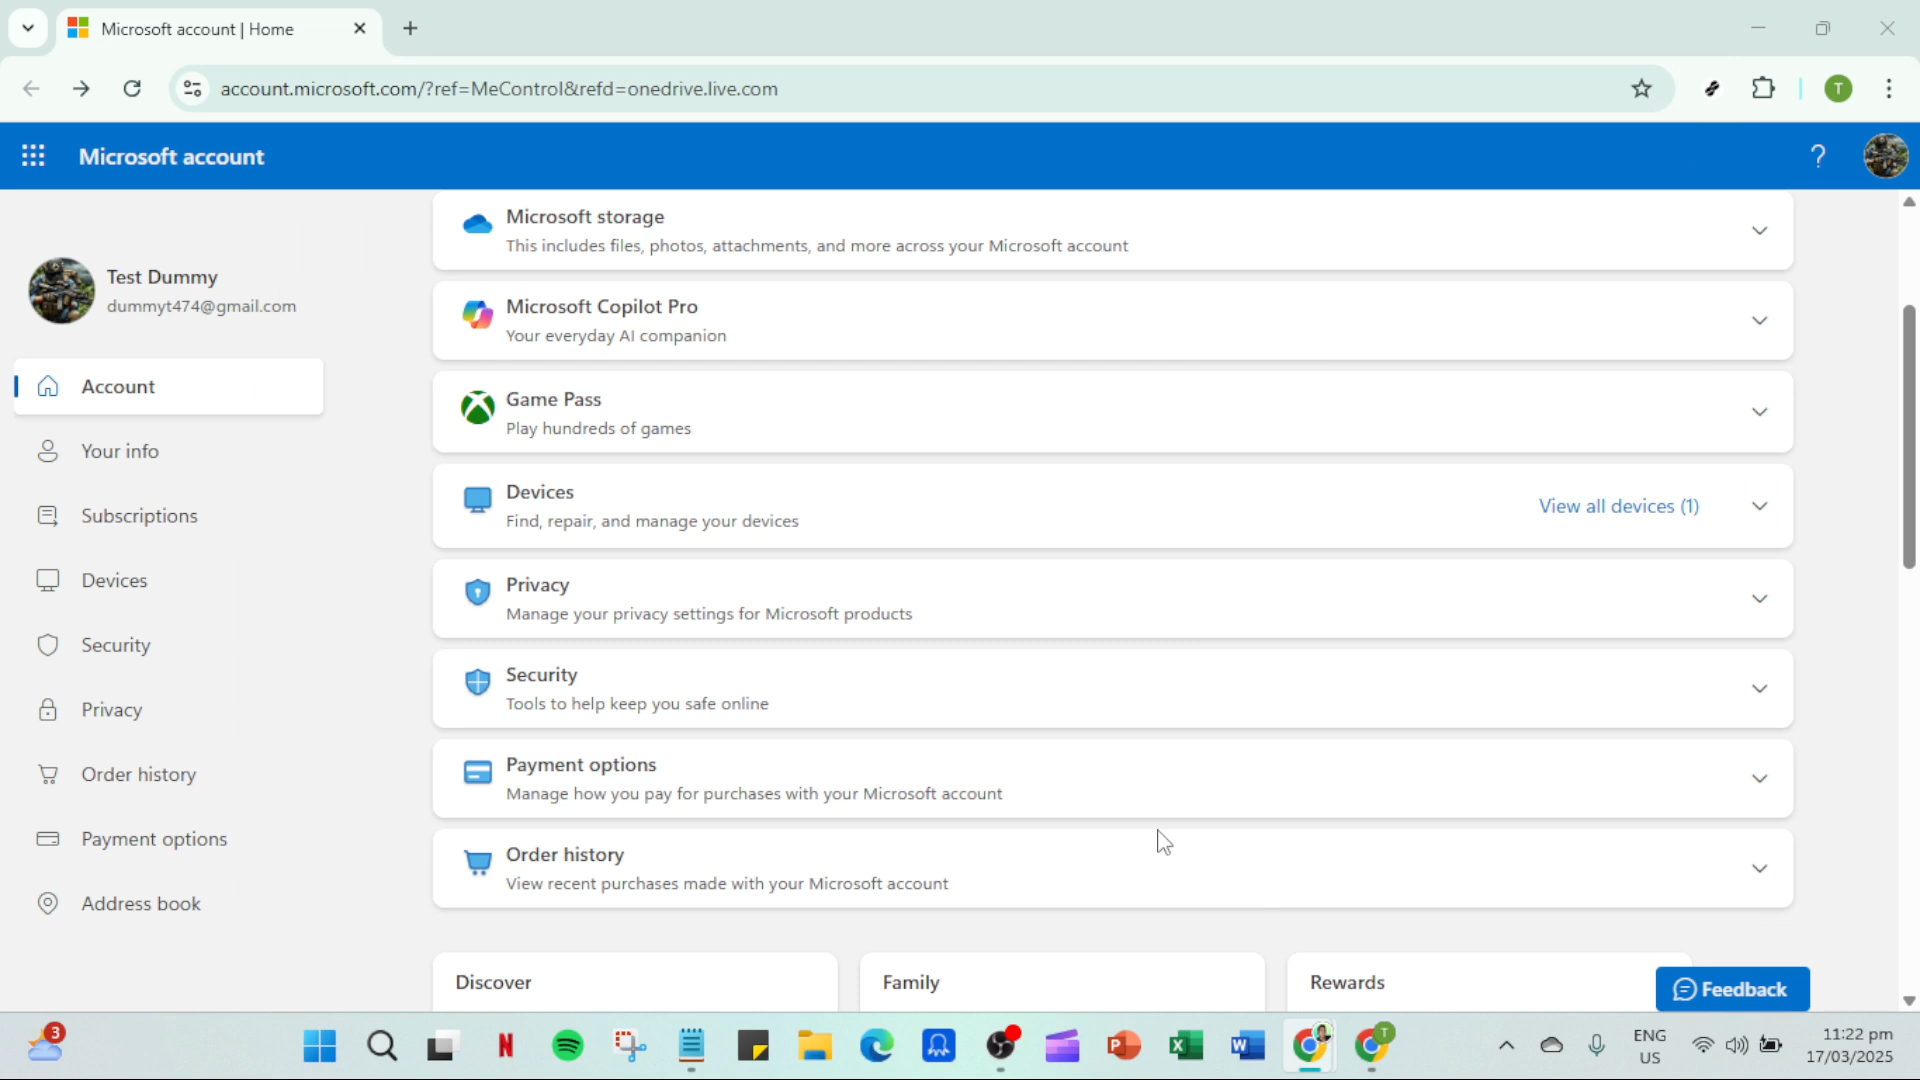 Microsoft account | Home
account.microsoft.com/?ref=MeControl&refd=onedrive.live.com
T
Microsoft account
?
Test Dummy
dummyt474@gmail.com
Account
Your info
Subscriptions
Devices
Security
Privacy
Order history
Payment options
Address book
Microsoft storage
This includes files, photos, attachments, and more across your Microsoft account
Microsoft Copilot Pro
Your everyday AI companion
Game Pass
Play hundreds of games
Devices
Find, repair, and manage your devices
View all devices (1)
Privacy
Manage your privacy settings for Microsoft products
Security
Tools to help keep you safe online
Payment options
Manage how you pay for purchases with your Microsoft account
Order history
View recent purchases made with your Microsoft account
Discover
Family
Rewards
Feedback
3
N
P
X
W
T
ENG
US
11:22 pm
17/03/2025